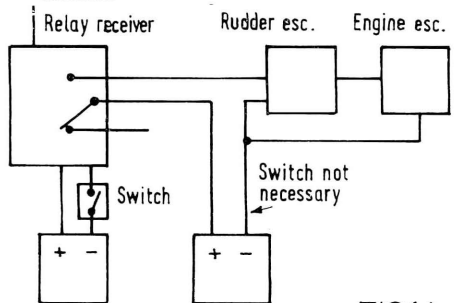 Relay receiver
Rudder esc.
Engine esc.
Switch
Switch not
necessary
+ −
+ −